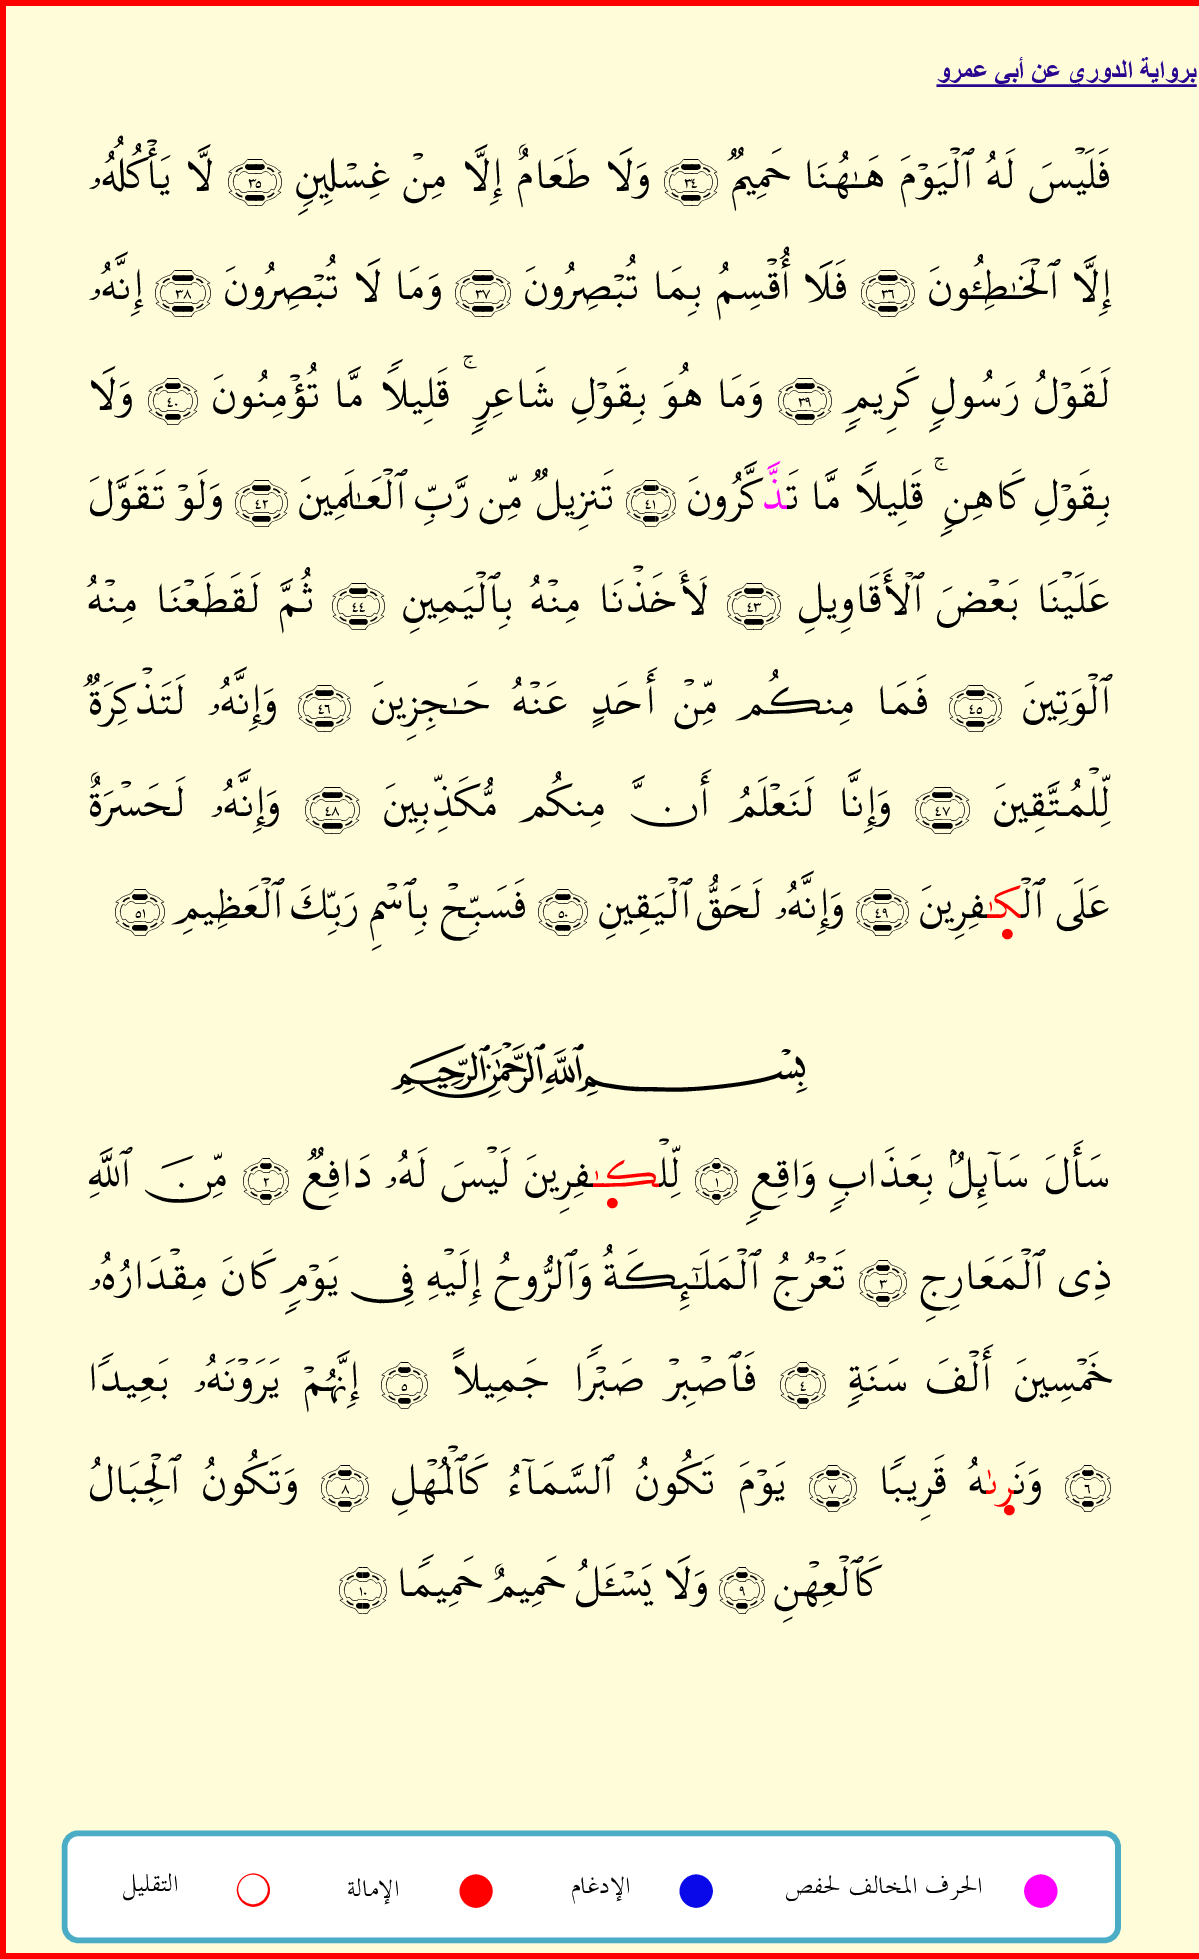 برواية الدوري عن أبي عمرو
فَلَيْسَ لَهُ ٱلْيَوْمَ هَـٰهُنَا حَمِيمٌ ٣٤ وَلَا طَعَامٌ إِلَّا مِنْ غِسْلِينٍ ٣٥ لَّا يَأْكُلُهُۥ
إِلَّا ٱلْخَـٰطِـُٔونَ ٣٦ فَلَا أُقْسِمُ بِمَا تُبْصِرُونَ ٣٧ وَمَا لَا تُبْصِرُونَ ٣٨ إِنَّهُۥ
لَقَوْلُ رَسُولٍ كَرِيمٍ ٣٩ وَمَا هُوَ بِقَوْلِ شَاعِرٍ ۚ قَلِيلاً مَّا تُؤْمِنُونَ ٤٠ وَلَا
بِقَوْلِ كَاهِنٍ ۚ قَلِيلاً مَّا تَذَّكَّرُونَ ٤١ تَنزِيلٌ مِّن رَّبِّ ٱلْعَـٰلَمِينَ ٤٢ وَلَوْ تَقَوَّلَ
عَلَيْنَا بَعْضَ ٱلْأَقَاوِيلِ ٤٣ لَأَخَذْنَا مِنْهُ بِٱلْيَمِينِ ٤٤ ثُمَّ لَقَطَعْنَا مِنْهُ
ٱلْوَتِينَ ٤٥ فَمَا مِنكُم مِّنْ أَحَدٍ عَنْهُ حَـٰجِزِينَ ٤٦ وَإِنَّهُۥ لَتَذْكِرَةٌ
لِّلْمُتَّقِينَ ٤٧ وَإِنَّا لَنَعْلَمُ أَنَّ مِنكُم مُّكَذِّبِينَ ٤٨ وَإِنَّهُۥ لَحَسْرَةٌ
عَلَى ٱلْكَـٰفِرِينَ ٤٩ وَإِنَّهُۥ لَحَقُّ ٱلْيَقِينِ ٥٠ فَسَبِّحْ بِٱسْمِ رَبِّكَ ٱلْعَظِيمِ ٥١
بِسْمِ ٱللَّهِ ٱلرَّحْمَـٰنِ ٱلرَّحِيمِ
سَأَلَ سَآئِلٌ بِعَذَابٍ وَاقِعٍ ١ لِّلْكَـٰفِرِينَ لَيْسَ لَهُۥ دَافِعٌ ٢ مِّنَ ٱللَّهِ
ذِى ٱلْمَعَارِجِ ٣ تَعْرُجُ ٱلْمَلَـٰٓئِكَةُ وَٱلرُّوحُ إِلَيْهِ فِى يَوْمٍ كَانَ مِقْدَارُهُۥ
خَمْسِينَ أَلْفَ سَنَةٍ ٤ فَٱصْبِرْ صَبْرًا جَمِيلاً ٥ إِنَّهُمْ يَرَوْنَهُۥ بَعِيدًا
٦ وَنَرِىٰهُ قَرِيبًا ٧ يَوْمَ تَكُونُ ٱلسَّمَآءُ كَٱلْمُهْلِ ٨ وَتَكُونُ ٱلْجِبَالُ
كَٱلْعِهْنِ ٩ وَلَا يَسْـَٔلُ حَمِيمٌ حَمِيمًا ١٠
الحرف المخالف لحفص الإدغام الإمالة التقليل